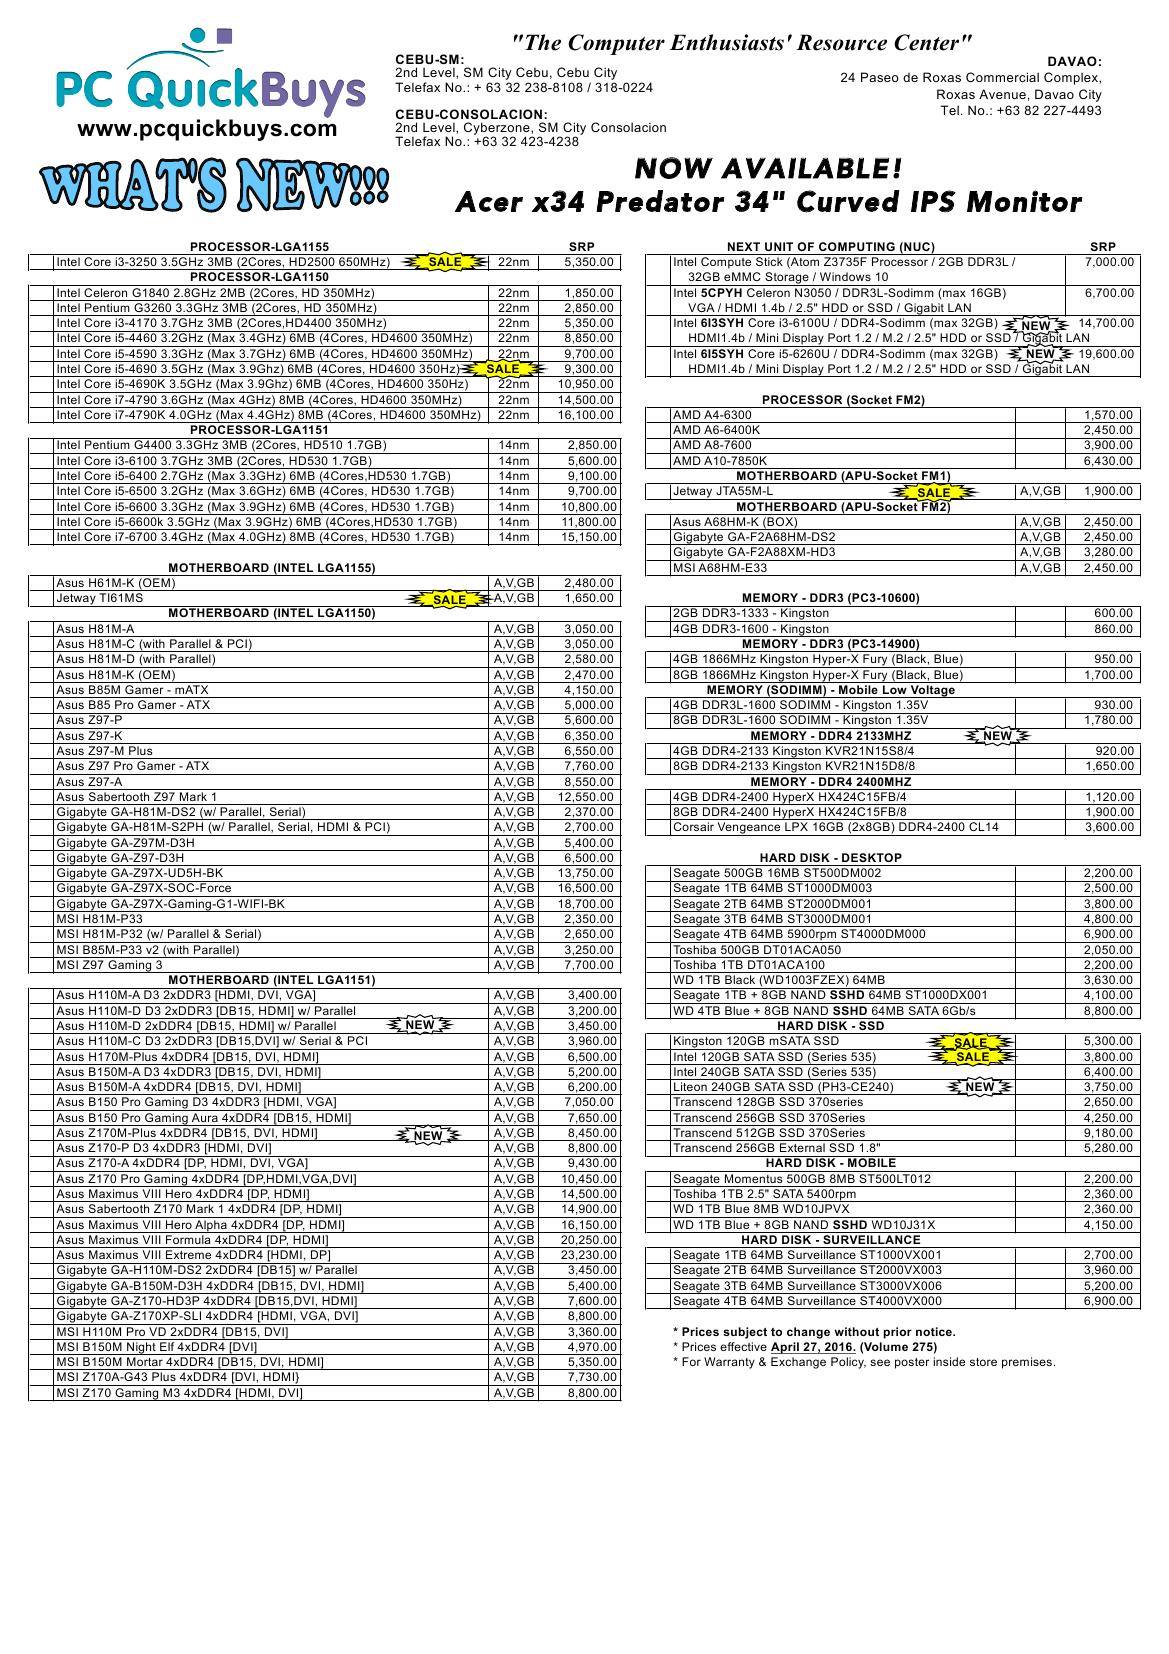 PC QuickBuys
www.pcquickbuys.com
"The Computer Enthusiasts' Resource Center"
CEBU-SM:
2nd Level, SM City Cebu, Cebu City
Telefax No.: + 63 32 238-8108 / 318-0224
CEBU-CONSOLACION:
2nd Level, Cyberzone, SM City Consolacion
Telefax No.: +63 32 423-4238
DAVAO:
24 Paseo de Roxas Commercial Complex,
Roxas Avenue, Davao City
Tel. No.: +63 82 227-4493
WHAT'S NEW!!!
NOW AVAILABLE!
Acer x34 Predator 34" Curved IPS Monitor
PROCESSOR-LGA1155 SRP
Intel Core i3-3250 3.5GHz 3MB (2Cores, HD2500 650MHz) SALE 22nm 5,350.00
PROCESSOR-LGA1150
Intel Celeron G1840 2.8GHz 2MB (2Cores, HD 350MHz) 22nm 1,850.00
Intel Pentium G3260 3.3GHz 3MB (2Cores, HD 350MHz) 22nm 2,850.00
Intel Core i3-4170 3.7GHz 3MB (2Cores,HD4400 350MHz) 22nm 5,350.00
Intel Core i5-4460 3.2GHz (Max 3.4GHz) 6MB (4Cores, HD4600 350MHz) 22nm 8,850.00
Intel Core i5-4590 3.3GHz (Max 3.7GHz) 6MB (4Cores, HD4600 350MHz) 22nm 9,700.00
Intel Core i5-4690 3.5GHz (Max 3.9Ghz) 6MB (4Cores, HD4600 350Hz) SALE 9,300.00
Intel Core i5-4690K 3.5GHz (Max 3.9Ghz) 6MB (4Cores, HD4600 350Hz) 22nm 10,950.00
Intel Core i7-4790 3.6GHz (Max 4GHz) 8MB (4Cores, HD4600 350MHz) 22nm 14,500.00
Intel Core i7-4790K 4.0GHz (Max 4.4GHz) 8MB (4Cores, HD4600 350MHz) 22nm 16,100.00
PROCESSOR-LGA1151
Intel Pentium G4400 3.3GHz 3MB (2Cores, HD510 1.7GB) 14nm 2,850.00
Intel Core i3-6100 3.7GHz 3MB (2Cores, HD530 1.7GB) 14nm 5,600.00
Intel Core i5-6400 2.7GHz (Max 3.3GHz) 6MB (4Cores,HD530 1.7GB) 14nm 9,100.00
Intel Core i5-6500 3.2GHz (Max 3.6GHz) 6MB (4Cores, HD530 1.7GB) 14nm 9,700.00
Intel Core i5-6600 3.3GHz (Max 3.9GHz) 6MB (4Cores, HD530 1.7GB) 14nm 10,800.00
Intel Core i5-6600k 3.5GHz (Max 3.9GHz) 6MB (4Cores,HD530 1.7GB) 14nm 11,800.00
Intel Core i7-6700 3.4GHz (Max 4.0GHz) 8MB (4Cores, HD530 1.7GB) 14nm 15,150.00
MOTHERBOARD (INTEL LGA1155)
Asus H61M-K (OEM) A,V,GB 2,480.00
Jetway TI61MS SALE A,V,GB 1,650.00
MOTHERBOARD (INTEL LGA1150)
Asus H81M-A A,V,GB 3,050.00
Asus H81M-C (with Parallel & PCI) A,V,GB 3,050.00
Asus H81M-D (with Parallel) A,V,GB 2,580.00
Asus H81M-K (OEM) A,V,GB 2,470.00
Asus B85M Gamer - mATX A,V,GB 4,150.00
Asus B85 Pro Gamer - ATX A,V,GB 5,000.00
Asus Z97-P A,V,GB 5,600.00
Asus Z97-K A,V,GB 6,350.00
Asus Z97-M Plus A,V,GB 6,550.00
Asus Z97 Pro Gamer - ATX A,V,GB 7,760.00
Asus Z97-A A,V,GB 8,550.00
Asus Sabertooth Z97 Mark 1 A,V,GB 12,550.00
Gigabyte GA-H81M-DS2 (w/ Parallel, Serial) A,V,GB 2,370.00
Gigabyte GA-H81M-S2PH (w/ Parallel, Serial, HDMI & PCI) A,V,GB 2,700.00
Gigabyte GA-Z97M-D3H A,V,GB 5,400.00
Gigabyte GA-Z97-D3H A,V,GB 6,500.00
Gigabyte GA-Z97X-UD5H-BK A,V,GB 13,750.00
Gigabyte GA-Z97X-SOC-Force A,V,GB 16,500.00
Gigabyte GA-Z97X-Gaming-G1-WIFI-BK A,V,GB 18,700.00
MSI H81M-P33 A,V,GB 2,350.00
MSI H81M-P32 (w/ Parallel & Serial) A,V,GB 2,650.00
MSI B85M-P33 v2 (with Parallel) A,V,GB 3,250.00
MSI Z97 Gaming 3 A,V,GB 7,700.00
MOTHERBOARD (INTEL LGA1151)
Asus H110M-A D3 2xDDR3 [HDMI, DVI, VGA] A,V,GB 3,400.00
Asus H110M-D D3 2xDDR3 [DB15, HDMI] w/ Parallel A,V,GB 3,200.00
Asus H110M-D 2xDDR4 [DB15, HDMI] w/ Parallel NEW A,V,GB 3,450.00
Asus H110M-C D3 2xDDR3 [DB15,DVI] w/ Serial & PCI A,V,GB 3,960.00
Asus H170M-Plus 4xDDR4 [DB15, DVI, HDMI] A,V,GB 6,500.00
Asus B150M-A D3 4xDDR3 [DB15, DVI, HDMI] A,V,GB 5,200.00
Asus B150M-A 4xDDR4 [DB15, DVI, HDMI] A,V,GB 6,200.00
Asus B150 Pro Gaming D3 4xDDR3 [HDMI, VGA] A,V,GB 7,050.00
Asus B150 Pro Gaming Aura 4xDDR4 [DB15, HDMI] A,V,GB 7,650.00
Asus Z170M-Plus 4xDDR4 [DB15, DVI, HDMI] NEW A,V,GB 8,450.00
Asus Z170-P D3 4xDDR3 [HDMI, DVI] A,V,GB 8,800.00
Asus Z170-A 4xDDR4 [DP, HDMI, DVI, VGA] A,V,GB 9,430.00
Asus Z170 Pro Gaming 4xDDR4 [DP,HDMI,VGA,DVI] A,V,GB 10,450.00
Asus Maximus VIII Hero 4xDDR4 [DP, HDMI] A,V,GB 14,500.00
Asus Sabertooth Z170 Mark 1 4xDDR4 [DP, HDMI] A,V,GB 14,900.00
Asus Maximus VIII Hero Alpha 4xDDR4 [DP, HDMI] A,V,GB 16,150.00
Asus Maximus VIII Formula 4xDDR4 [DP, HDMI] A,V,GB 20,250.00
Asus Maximus VIII Extreme 4xDDR4 [HDMI, DP] A,V,GB 23,230.00
Gigabyte GA-H110M-DS2 2xDDR4 [DB15] w/ Parallel A,V,GB 3,450.00
Gigabyte GA-B150M-D3H 4xDDR4 [DB15, DVI, HDMI] A,V,GB 5,400.00
Gigabyte GA-Z170-HD3P 4xDDR4 [DB15,DVI, HDMI] A,V,GB 7,600.00
Gigabyte GA-Z170XP-SLI 4xDDR4 [HDMI, VGA, DVI] A,V,GB 8,800.00
MSI H110M Pro VD 2xDDR4 [DB15, DVI] A,V,GB 3,360.00
MSI B150M Night Elf 4xDDR4 [DVI] A,V,GB 4,970.00
MSI B150M Mortar 4xDDR4 [DB15, DVI, HDMI] A,V,GB 5,350.00
MSI Z170A-G43 Plus 4xDDR4 [DVI, HDMI} A,V,GB 7,730.00
MSI Z170 Gaming M3 4xDDR4 [HDMI, DVI] A,V,GB 8,800.00
NEXT UNIT OF COMPUTING (NUC) SRP
Intel Compute Stick (Atom Z3735F Processor / 2GB DDR3L / 7,000.00
32GB eMMC Storage / Windows 10
Intel 5CPYH Celeron N3050 / DDR3L-Sodimm (max 16GB) 6,700.00
VGA / HDMI 1.4b / 2.5" HDD or SSD / Gigabit LAN
Intel 6I3SYH Core i3-6100U / DDR4-Sodimm (max 32GB) NEW 14,700.00
HDMI1.4b / Mini Display Port 1.2 / M.2 / 2.5" HDD or SSD / Gigabit LAN
Intel 6I5SYH Core i5-6260U / DDR4-Sodimm (max 32GB) NEW 19,600.00
HDMI1.4b / Mini Display Port 1.2 / M.2 / 2.5" HDD or SSD / Gigabit LAN
PROCESSOR (Socket FM2)
AMD A4-6300 1,570.00
AMD A6-6400K 2,450.00
AMD A8-7600 3,900.00
AMD A10-7850K 6,430.00
MOTHERBOARD (APU-Socket FM1)
Jetway JTA55M-L SALE A,V,GB 1,900.00
MOTHERBOARD (APU-Socket FM2)
Asus A68HM-K (BOX) A,V,GB 2,450.00
Gigabyte GA-F2A68HM-DS2 A,V,GB 2,450.00
Gigabyte GA-F2A88XM-HD3 A,V,GB 3,280.00
MSI A68HM-E33 A,V,GB 2,450.00
MEMORY - DDR3 (PC3-10600)
2GB DDR3-1333 - Kingston 600.00
4GB DDR3-1600 - Kingston 860.00
MEMORY - DDR3 (PC3-14900)
4GB 1866MHz Kingston Hyper-X Fury (Black, Blue) 950.00
8GB 1866MHz Kingston Hyper-X Fury (Black, Blue) 1,700.00
MEMORY (SODIMM) - Mobile Low Voltage
4GB DDR3L-1600 SODIMM - Kingston 1.35V 930.00
8GB DDR3L-1600 SODIMM - Kingston 1.35V 1,780.00
MEMORY - DDR4 2133MHZ NEW
4GB DDR4-2133 Kingston KVR21N15S8/4 920.00
8GB DDR4-2133 Kingston KVR21N15D8/8 1,650.00
MEMORY - DDR4 2400MHZ
4GB DDR4-2400 HyperX HX424C15FB/4 1,120.00
8GB DDR4-2400 HyperX HX424C15FB/8 1,900.00
Corsair Vengeance LPX 16GB (2x8GB) DDR4-2400 CL14 3,600.00
HARD DISK - DESKTOP
Seagate 500GB 16MB ST500DM002 2,200.00
Seagate 1TB 64MB ST1000DM003 2,500.00
Seagate 2TB 64MB ST2000DM001 3,800.00
Seagate 3TB 64MB ST3000DM001 4,800.00
Seagate 4TB 64MB 5900rpm ST4000DM000 6,900.00
Toshiba 500GB DT01ACA050 2,050.00
Toshiba 1TB DT01ACA100 2,200.00
WD 1TB Black (WD1003FZEX) 64MB 3,630.00
Seagate 1TB + 8GB NAND SSHD 64MB ST1000DX001 4,100.00
WD 4TB Blue + 8GB NAND SSHD 64MB SATA 6Gb/s 8,800.00
HARD DISK - SSD
Kingston 120GB mSATA SSD SALE 5,300.00
Intel 120GB SATA SSD (Series 535) SALE 3,800.00
Intel 240GB SATA SSD (Series 535) 6,400.00
Liteon 240GB SATA SSD (PH3-CE240) NEW 3,750.00
Transcend 128GB SSD 370series 2,650.00
Transcend 256GB SSD 370Series 4,250.00
Transcend 512GB SSD 370Series 9,180.00
Transcend 256GB External SSD 1.8" 5,280.00
HARD DISK - MOBILE
Seagate Momentus 500GB 8MB ST500LT012 2,200.00
Toshiba 1TB 2.5" SATA 5400rpm 2,360.00
WD 1TB Blue 8MB WD10JPVX 2,360.00
WD 1TB Blue + 8GB NAND SSHD WD10J31X 4,150.00
HARD DISK - SURVEILLANCE
Seagate 1TB 64MB Surveillance ST1000VX001 2,700.00
Seagate 2TB 64MB Surveillance ST2000VX003 3,960.00
Seagate 3TB 64MB Surveillance ST3000VX006 5,200.00
Seagate 4TB 64MB Surveillance ST4000VX000 6,900.00
* Prices subject to change without prior notice.
* Prices effective April 27, 2016. (Volume 275)
* For Warranty & Exchange Policy, see poster inside store premises.